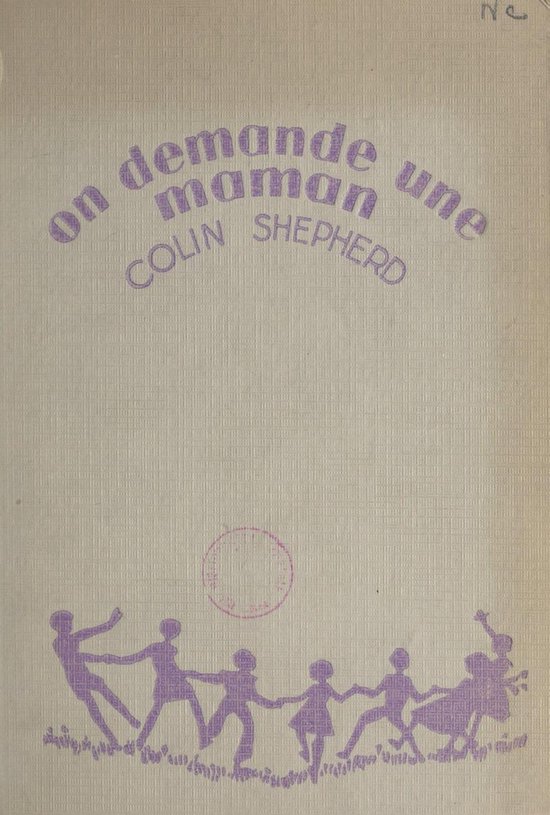 Nc
on demande une
maman
COLIN SHEPHERD